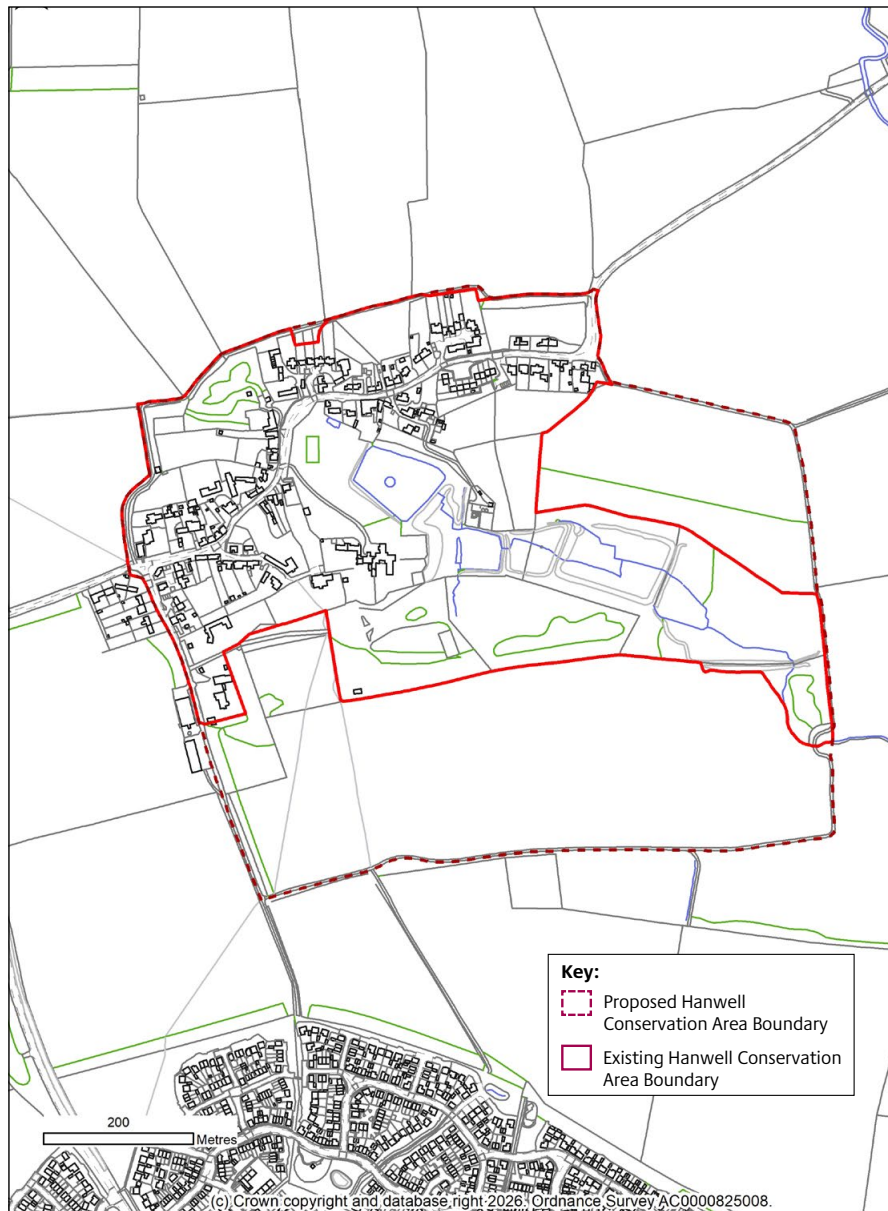 Key:
Proposed Hanwell
Conservation Area Boundary
Existing Hanwell Conservation
Area Boundary
200
Metres
(c) Crown copyright and database right 2026. Ordnance Survey AC0000825008.